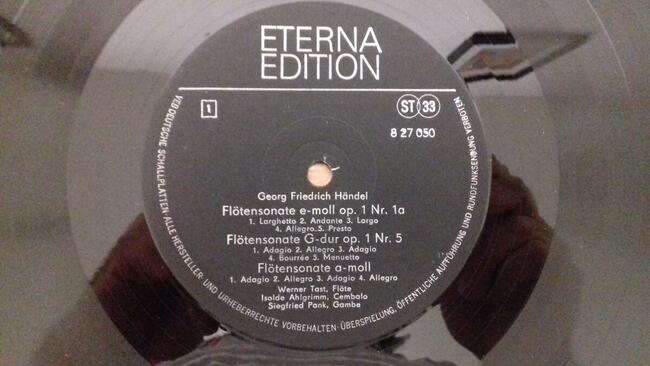 ETERNA
EDITION
1
ST 33
8 27 050
Georg Friedrich Händel
Flötensonate e-moll op. 1 Nr. 1a
1. Larghetto 2. Andante 3. Largo
4. Allegro. 5. Presto
Flötensonate G-dur op. 1 Nr. 5
1. Adagio 2. Allegro 3. Adagio
4. Bourrée 5. Menuetto
Flötensonate a-moll
1. Adagio 2. Allegro 3. Adagio 4. Allegro
Werner Tast, Flöte
Isolde Ahlgrimm, Cembalo
Siegfried Pank, Gambe
VEB DEUTSCHE SCHALLPLATTEN · ALLE HERSTELLER- UND URHEBERRECHTE VORBEHALTEN · ÜBERSPIELUNG, ÖFFENTLICHE AUFFÜHRUNG UND RUNDFUNKSENDUNG VERBOTEN